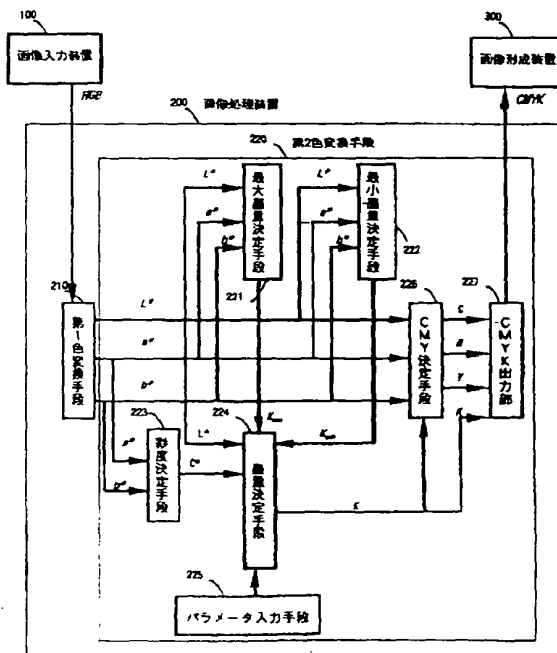 100
画像入力装置
RGB
300
画像形成装置
CMYK
200 画像処理装置
220 第2色変換手段
L*
a*
b*
最大墨量決定手段
221
L*
a*
b*
最小墨量決定手段
222
210
第1色変換手段
L*
a*
b*
226
CMY決定手段
C
M
Y
K
227
CMYK出力部
a*
b*
223
彩度決定手段
C*
L*
224
墨量決定手段
Kmax
Kmin
K
225
パラメータ入力手段